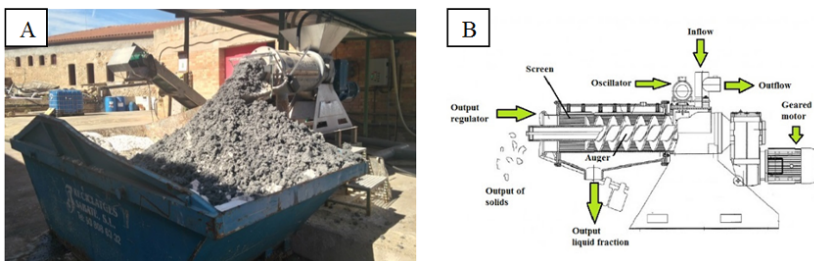 A
B
Inflow
Screen
Oscillator
Outflow
Output
regulator
Geared
motor
Auger
Output of
solids
Output
liquid fraction